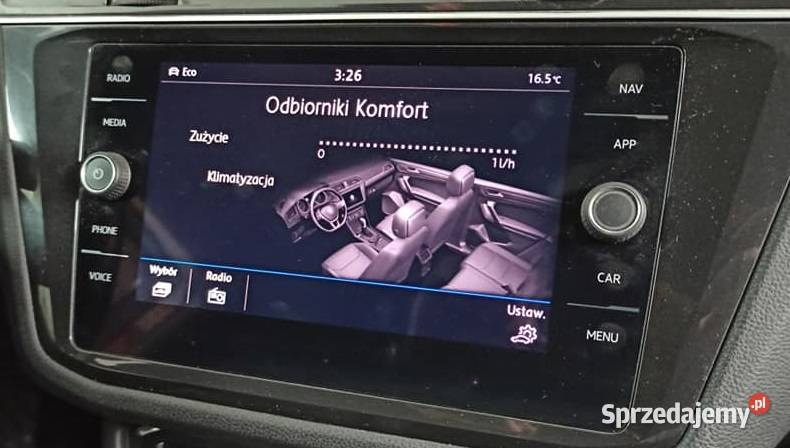 Eco 3:26 16.5°C
Odbiorniki Komfort
Zużycie
0 1l/h
Klimatyzacja
Wybór Radio
Ustaw.
RADIO
MEDIA
PHONE
VOICE
NAV
APP
CAR
MENU
Sprzedajemy.pl